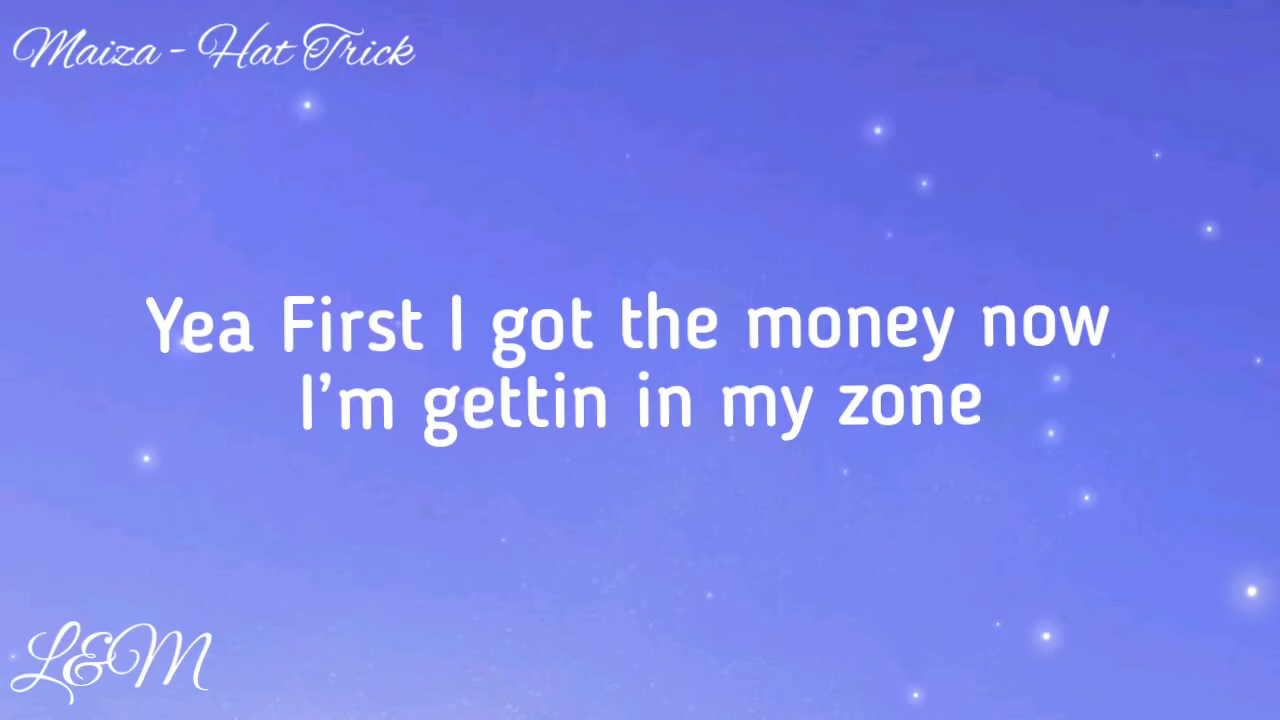 Maiza - Hat Trick
Yea First I got the money now
I'm gettin in my zone
L&M